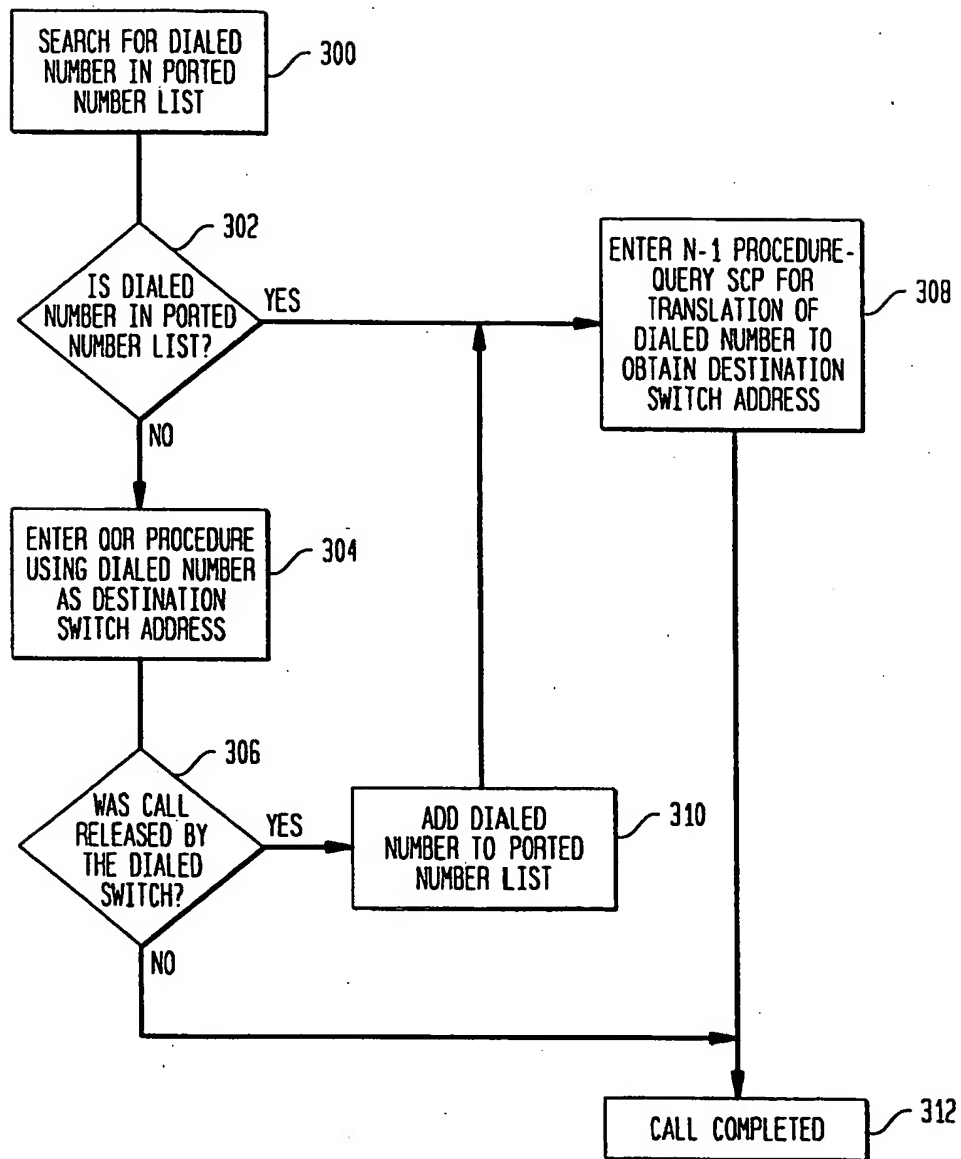 SEARCH FOR DIALED
NUMBER IN PORTED
NUMBER LIST
300
302
IS DIALED
NUMBER IN PORTED
NUMBER LIST?
YES
NO
ENTER N-1 PROCEDURE-
QUERY SCP FOR
TRANSLATION OF
DIALED NUMBER TO
OBTAIN DESTINATION
SWITCH ADDRESS
308
ENTER QOR PROCEDURE
USING DIALED NUMBER
AS DESTINATION
SWITCH ADDRESS
304
306
WAS CALL
RELEASED BY
THE DIALED
SWITCH?
YES
NO
ADD DIALED
NUMBER TO PORTED
NUMBER LIST
310
CALL COMPLETED
312